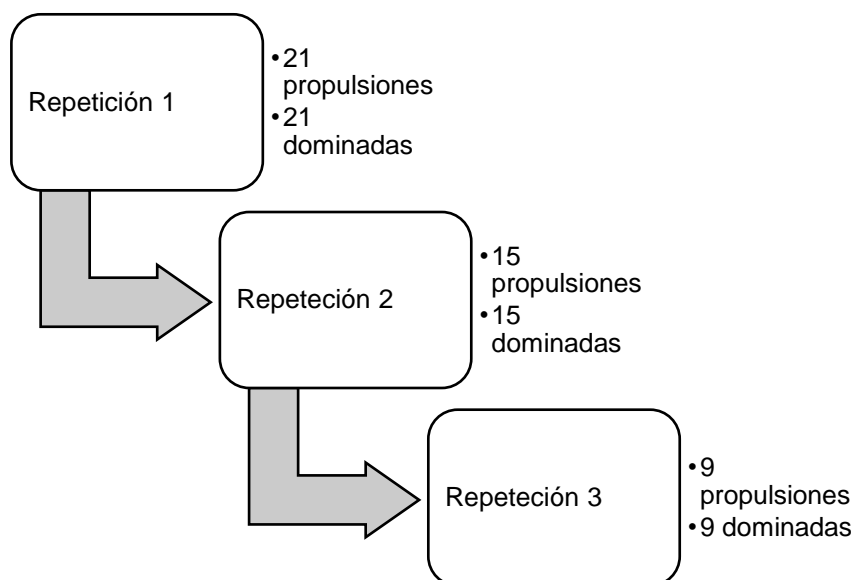 Repetición 1
•21
propulsiones
•21
dominadas
Repeteción 2
•15
propulsiones
•15
dominadas
Repeteción 3
•9
propulsiones
•9 dominadas